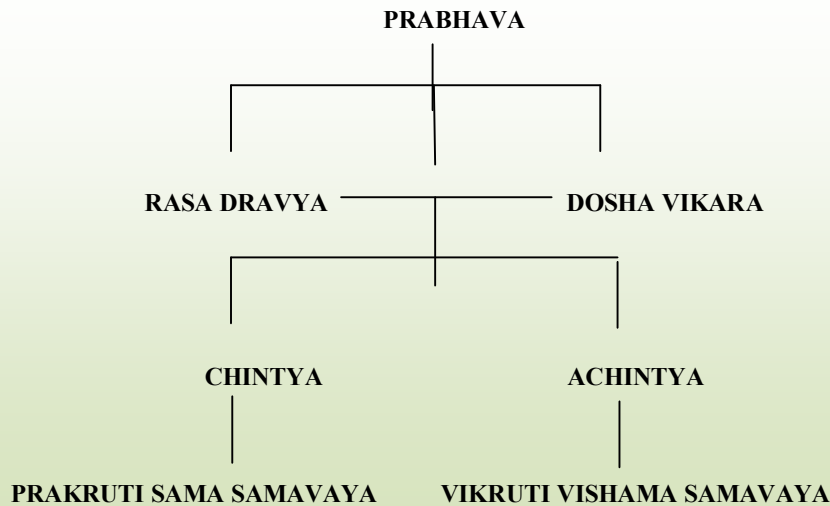 PRABHAVA
RASA DRAVYA DOSHA VIKARA
CHINTYA ACHINTYA
PRAKRUTI SAMA SAMAVAYA VIKRUTI VISHAMA SAMAVAYA